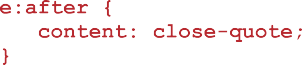 e:after {
   content: close-quote;
}